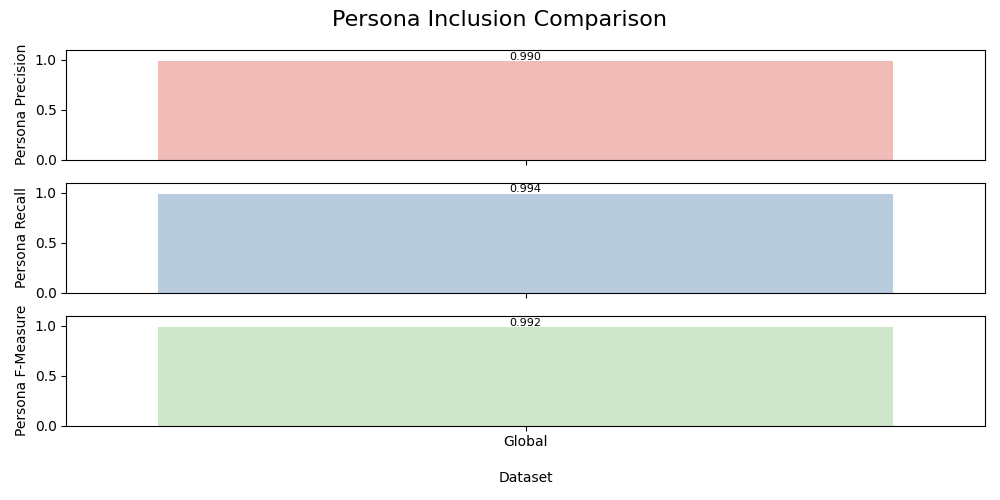 Persona Inclusion Comparison
Persona Precision
1.0
0.5
0.0
0.990
Persona Recall
1.0
0.5
0.0
0.994
Persona F-Measure
1.0
0.5
0.0
0.992
Global
Dataset